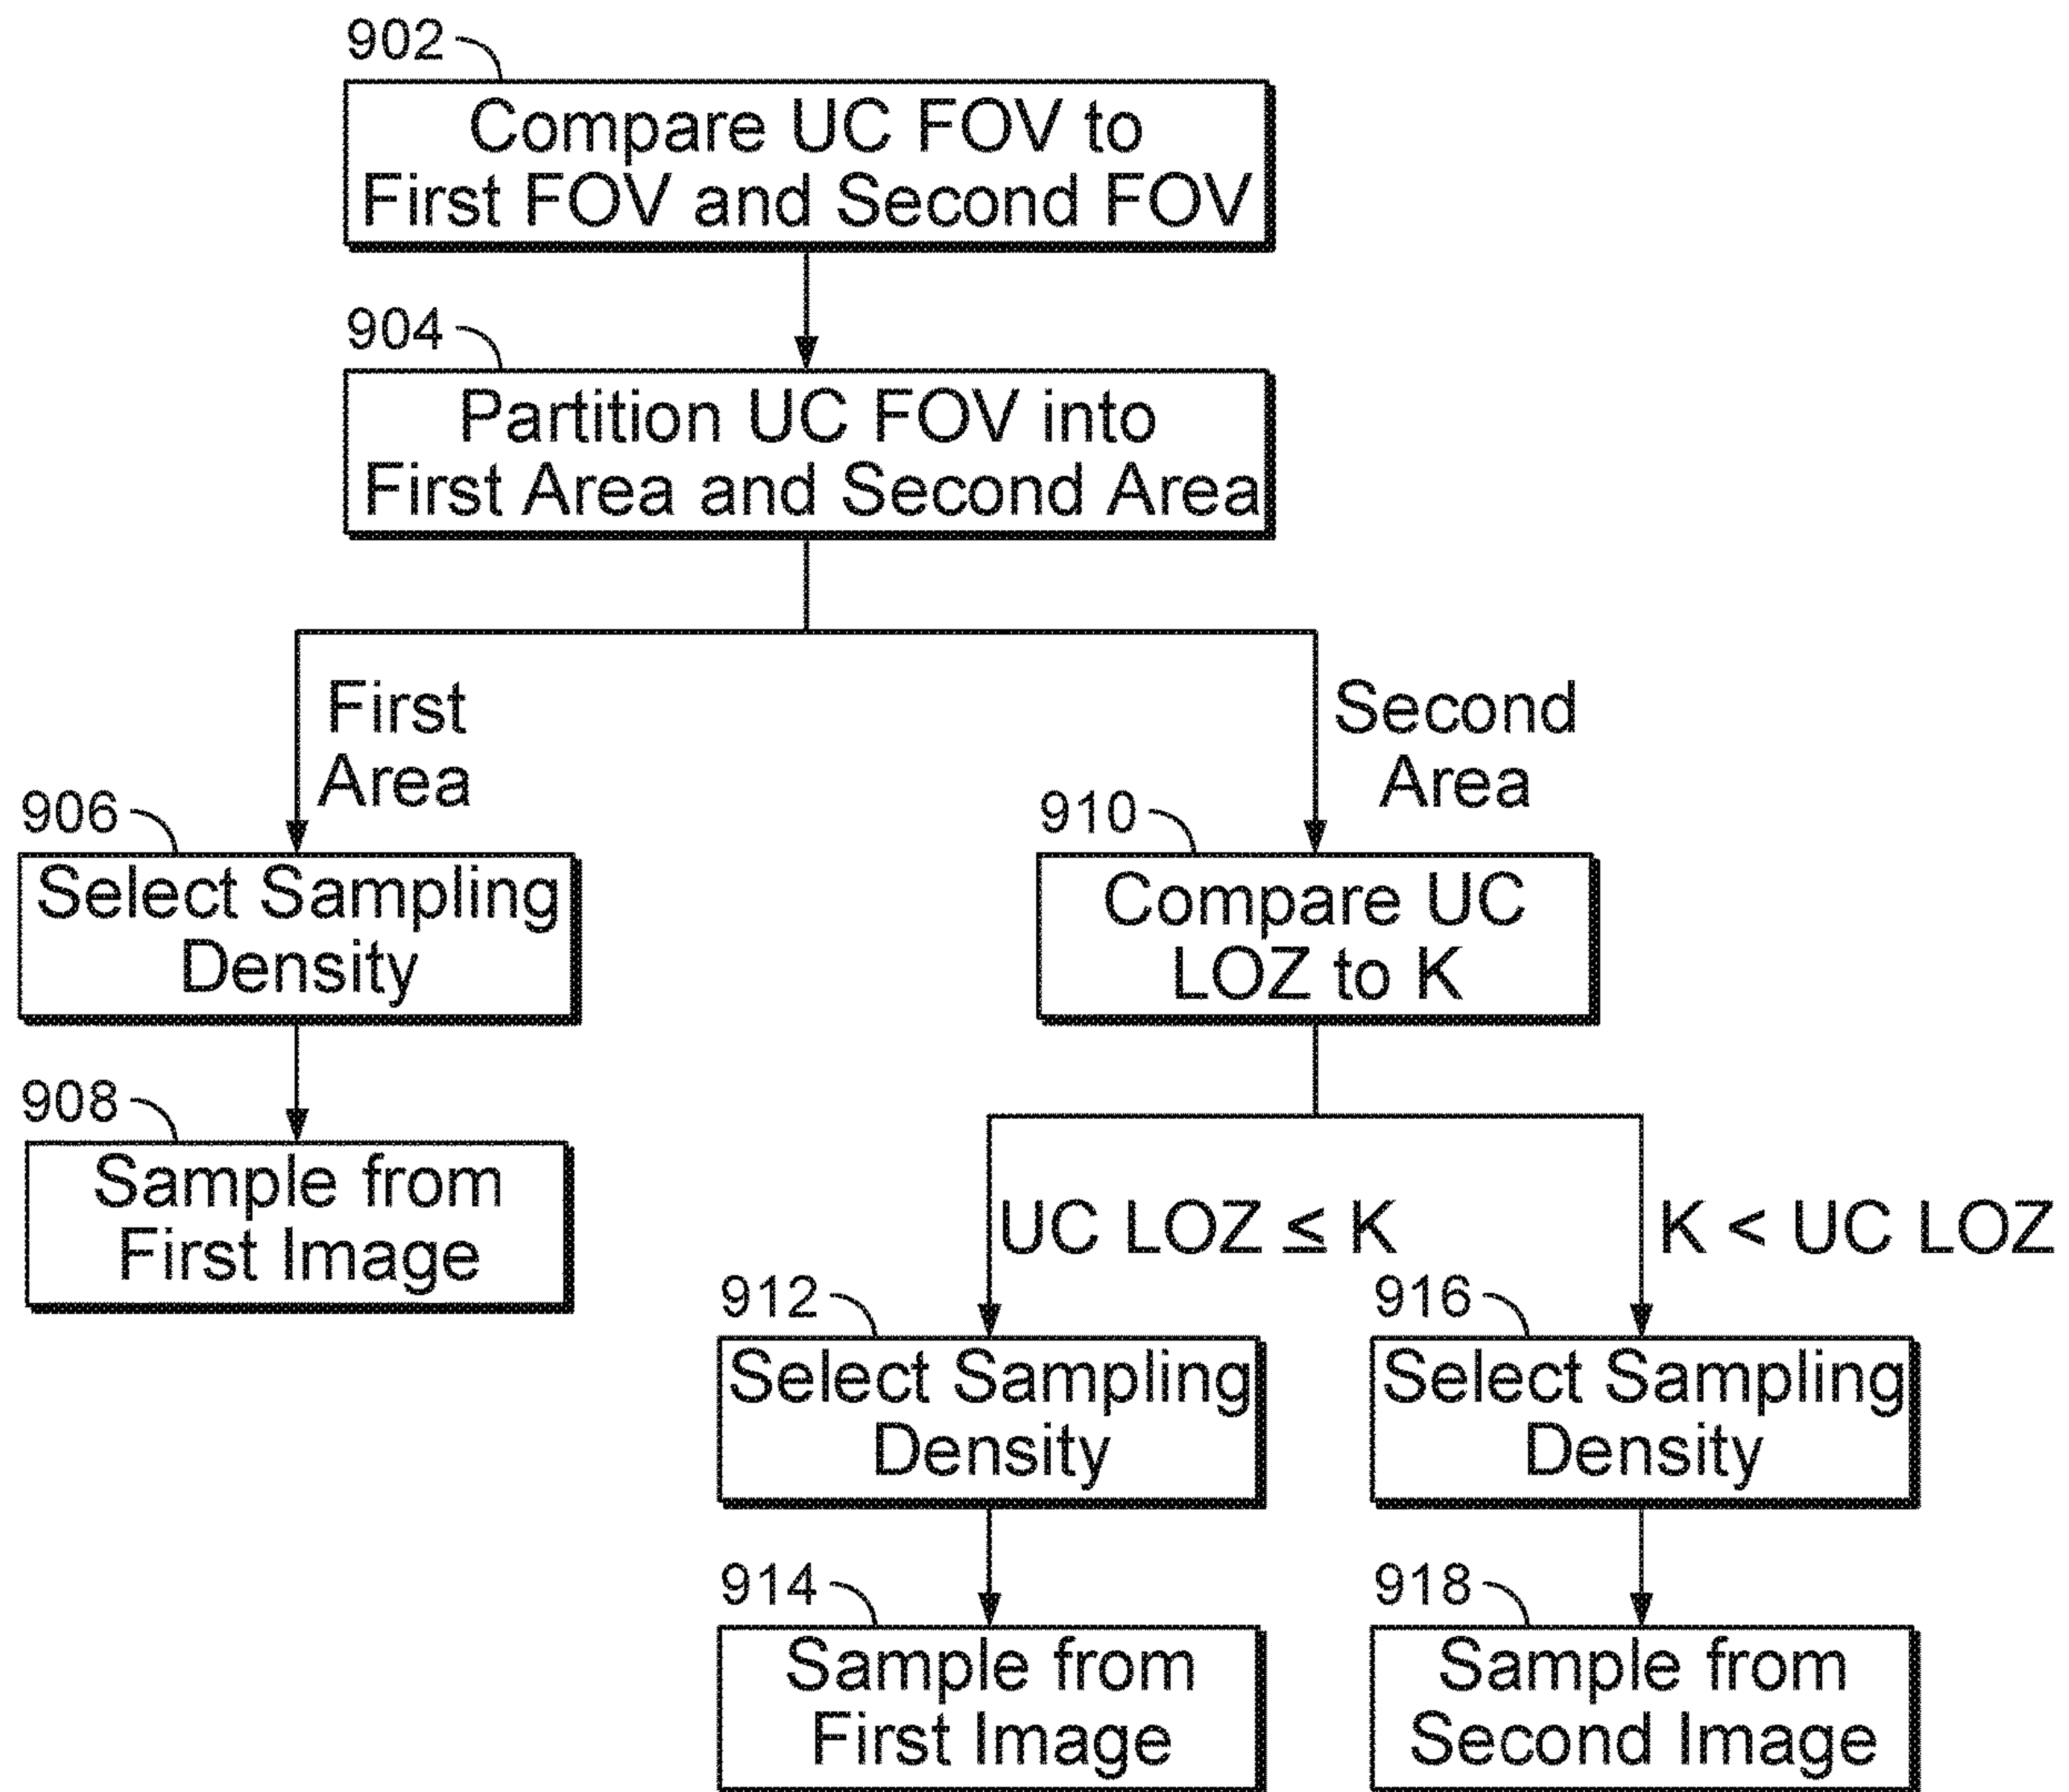 902
Compare UC FOV to
First FOV and Second FOV
904
Partition UC FOV into
First Area and Second Area
First
Area
Second
Area
906
Select Sampling
Density
910
Compare UC
LOZ to K
908
Sample from
First Image
UC LOZ ≤ K
K < UC LOZ
912
Select Sampling
Density
916
Select Sampling
Density
914
Sample from
First Image
918
Sample from
Second Image